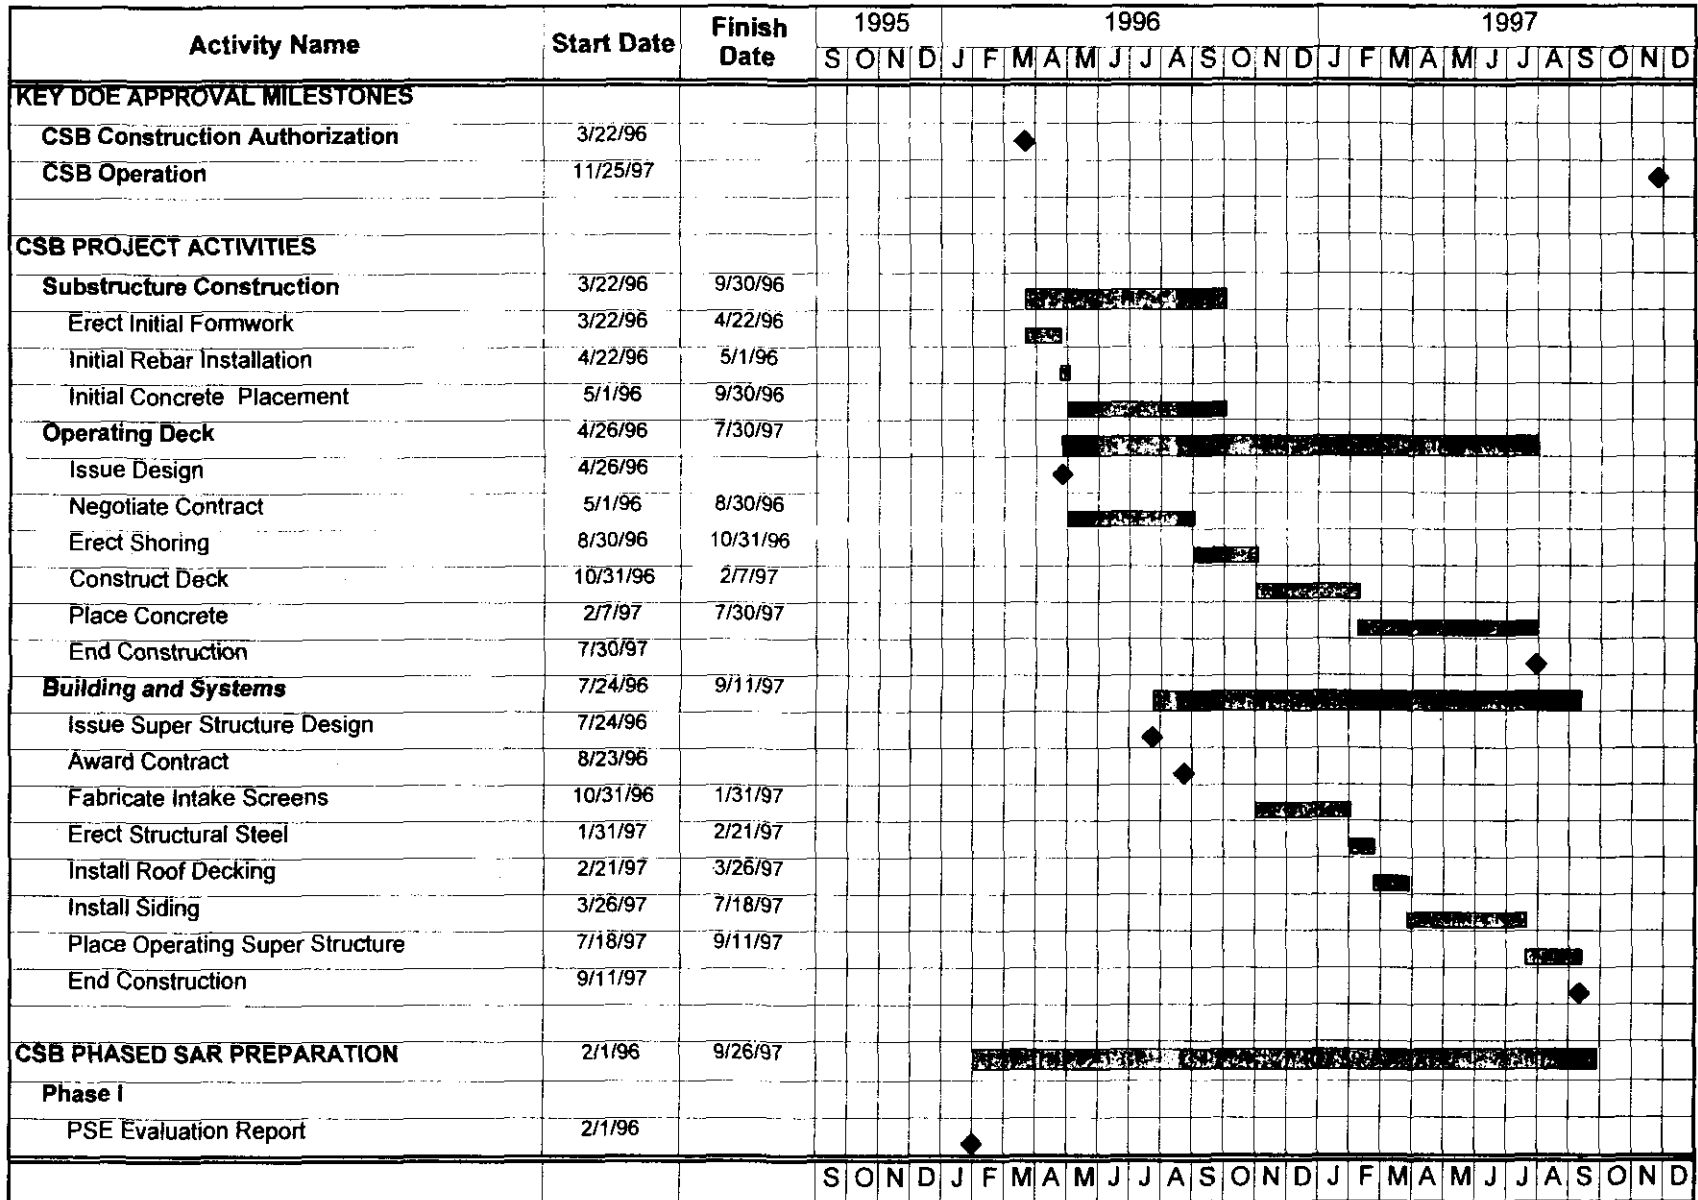 Activity Name Start Date Finish Date 1995 1996 1997
S O N D J F M A M J J A S O N D J F M A M J J A S O N D
KEY DOE APPROVAL MILESTONES
CSB Construction Authorization 3/22/96
CSB Operation 11/25/97
CSB PROJECT ACTIVITIES
Substructure Construction 3/22/96 9/30/96
Erect Initial Formwork 3/22/96 4/22/96
Initial Rebar Installation 4/22/96 5/1/96
Initial Concrete Placement 5/1/96 9/30/96
Operating Deck 4/26/96 7/30/97
Issue Design 4/26/96
Negotiate Contract 5/1/96 8/30/96
Erect Shoring 8/30/96 10/31/96
Construct Deck 10/31/96 2/7/97
Place Concrete 2/7/97 7/30/97
End Construction 7/30/97
Building and Systems 7/24/96 9/11/97
Issue Super Structure Design 7/24/96
Award Contract 8/23/96
Fabricate Intake Screens 10/31/96 1/31/97
Erect Structural Steel 1/31/97 2/21/97
Install Roof Decking 2/21/97 3/26/97
Install Siding 3/26/97 7/18/97
Place Operating Super Structure 7/18/97 9/11/97
End Construction 9/11/97
CSB PHASED SAR PREPARATION 2/1/96 9/26/97
Phase I
PSE Evaluation Report 2/1/96
S O N D J F M A M J J A S O N D J F M A M J J A S O N D